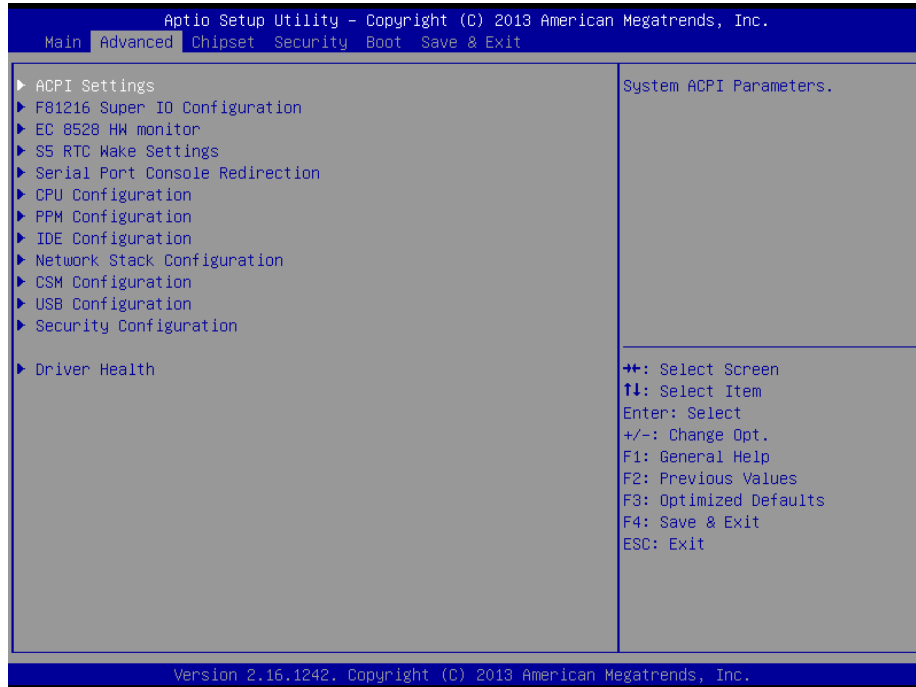 Aptio Setup Utility – Copyright (C) 2013 American Megatrends, Inc.
Main Advanced Chipset Security Boot Save & Exit
ACPI Settings
F81216 Super IO Configuration
EC 8528 HW monitor
S5 RTC Wake Settings
Serial Port Console Redirection
CPU Configuration
PPM Configuration
IDE Configuration
Network Stack Configuration
CSM Configuration
USB Configuration
Security Configuration
Driver Health
System ACPI Parameters.
→←: Select Screen
↑↓: Select Item
Enter: Select
+/-: Change Opt.
F1: General Help
F2: Previous Values
F3: Optimized Defaults
F4: Save & Exit
ESC: Exit
Version 2.16.1242. Copyright (C) 2013 American Megatrends, Inc.